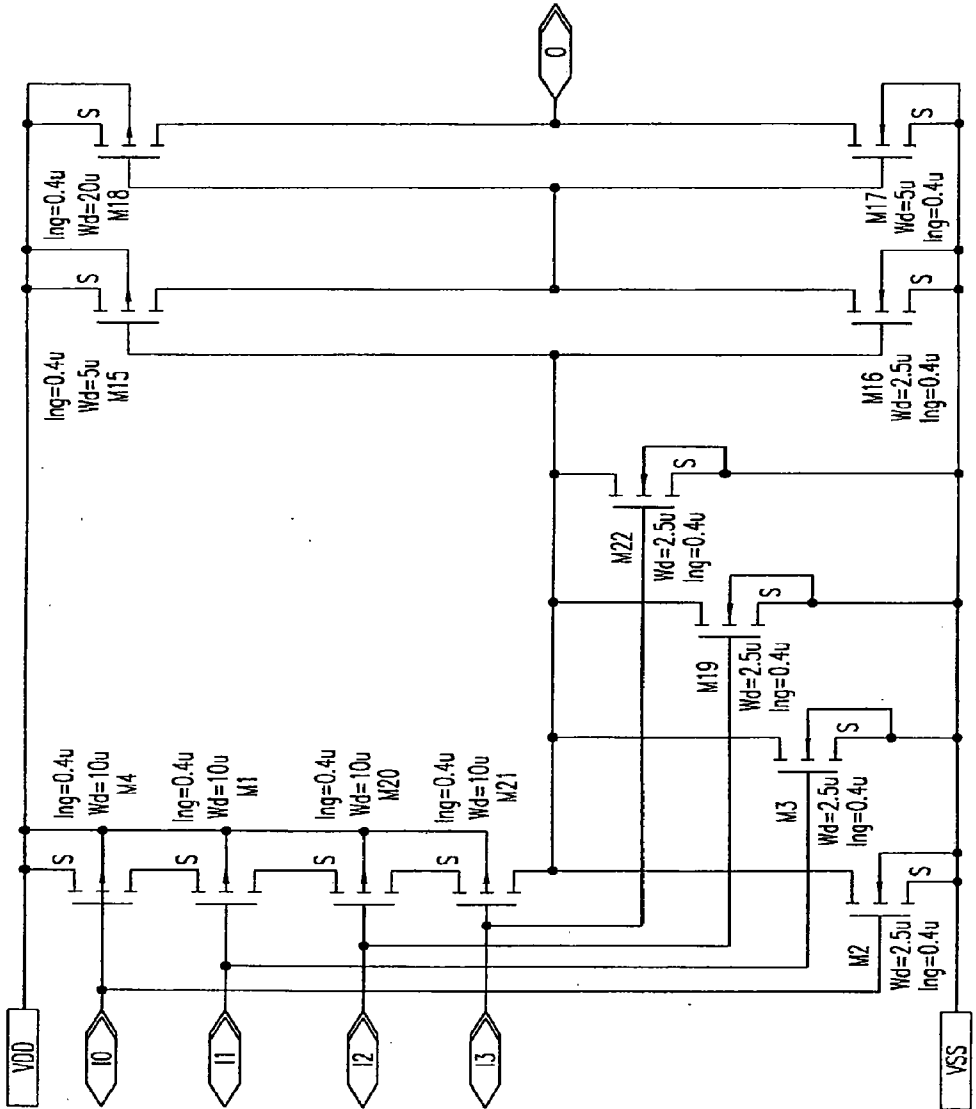 VDD
I0
I1
I2
I3
VSS
O
S
lng=0.4u
Wd=10u
M4
S
lng=0.4u
Wd=10u
M1
S
lng=0.4u
Wd=10u
M20
S
lng=0.4u
Wd=10u
M21
M2
Wd=2.5u
lng=0.4u
S
M3
Wd=2.5u
lng=0.4u
S
M19
Wd=2.5u
lng=0.4u
S
M22
Wd=2.5u
lng=0.4u
S
lng=0.4u
Wd=5u
M15
S
M16
Wd=2.5u
lng=0.4u
S
lng=0.4u
Wd=20u
M18
S
M17
Wd=5u
lng=0.4u
S